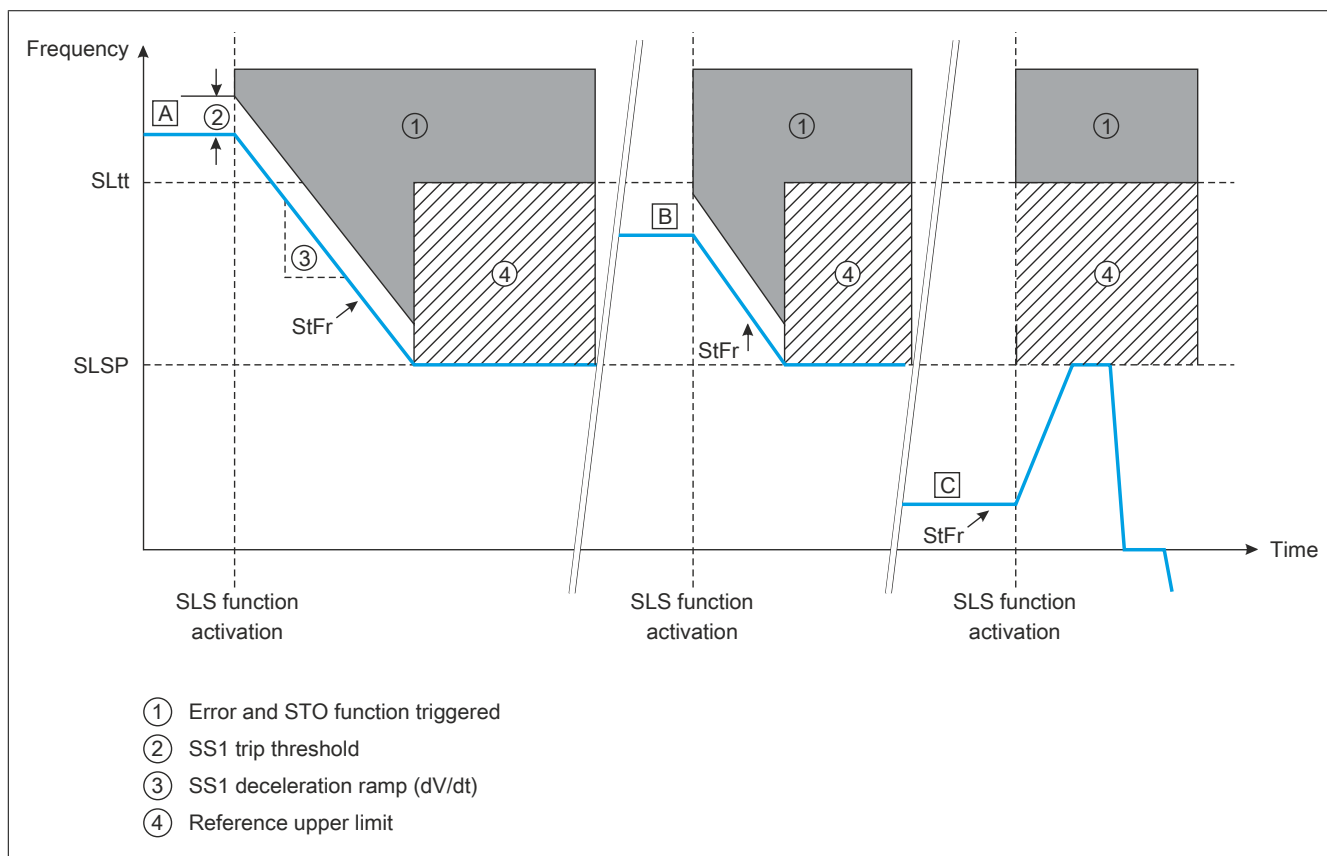 Frequency
A
2
1
1
1
SLtt
B
3
4
4
4
StFr
StFr
SLSP
C
StFr
Time
SLS function
activation
SLS function
activation
SLS function
activation
1 Error and STO function triggered
2 SS1 trip threshold
3 SS1 deceleration ramp (dV/dt)
4 Reference upper limit